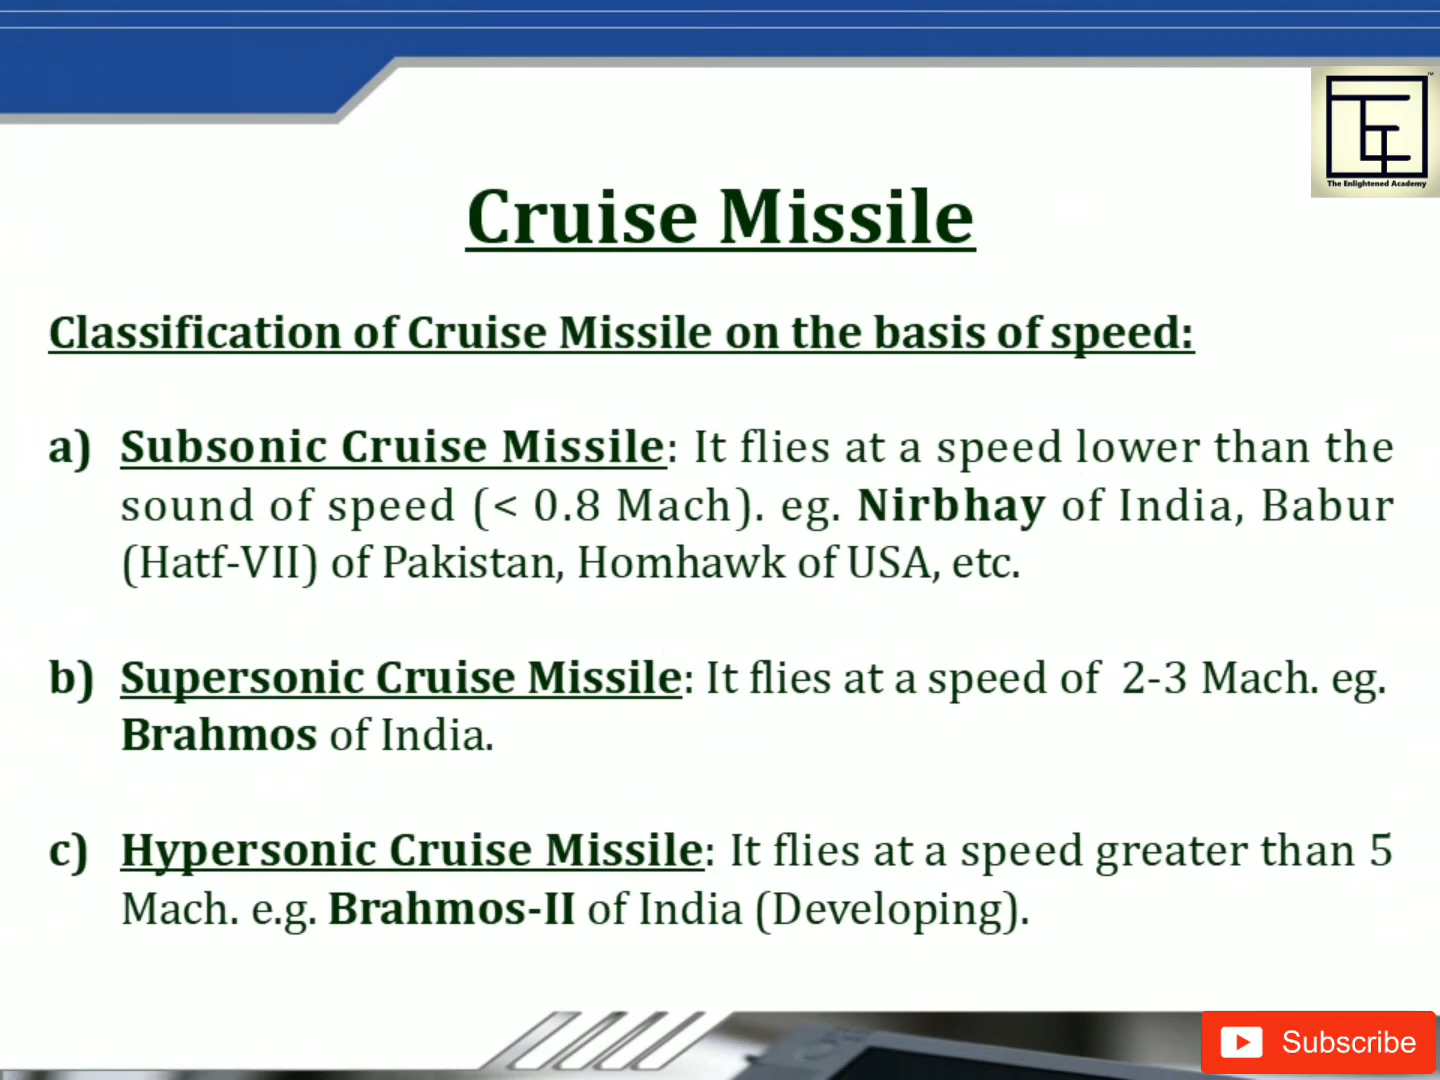 The Enlightened Academy
Cruise Missile
Classification of Cruise Missile on the basis of speed:
a) Subsonic Cruise Missile: It flies at a speed lower than the
sound of speed (< 0.8 Mach). eg. Nirbhay of India, Babur
(Hatf-VII) of Pakistan, Homhawk of USA, etc.
b) Supersonic Cruise Missile: It flies at a speed of 2-3 Mach. eg.
Brahmos of India.
c) Hypersonic Cruise Missile: It flies at a speed greater than 5
Mach. e.g. Brahmos-II of India (Developing).
Subscribe